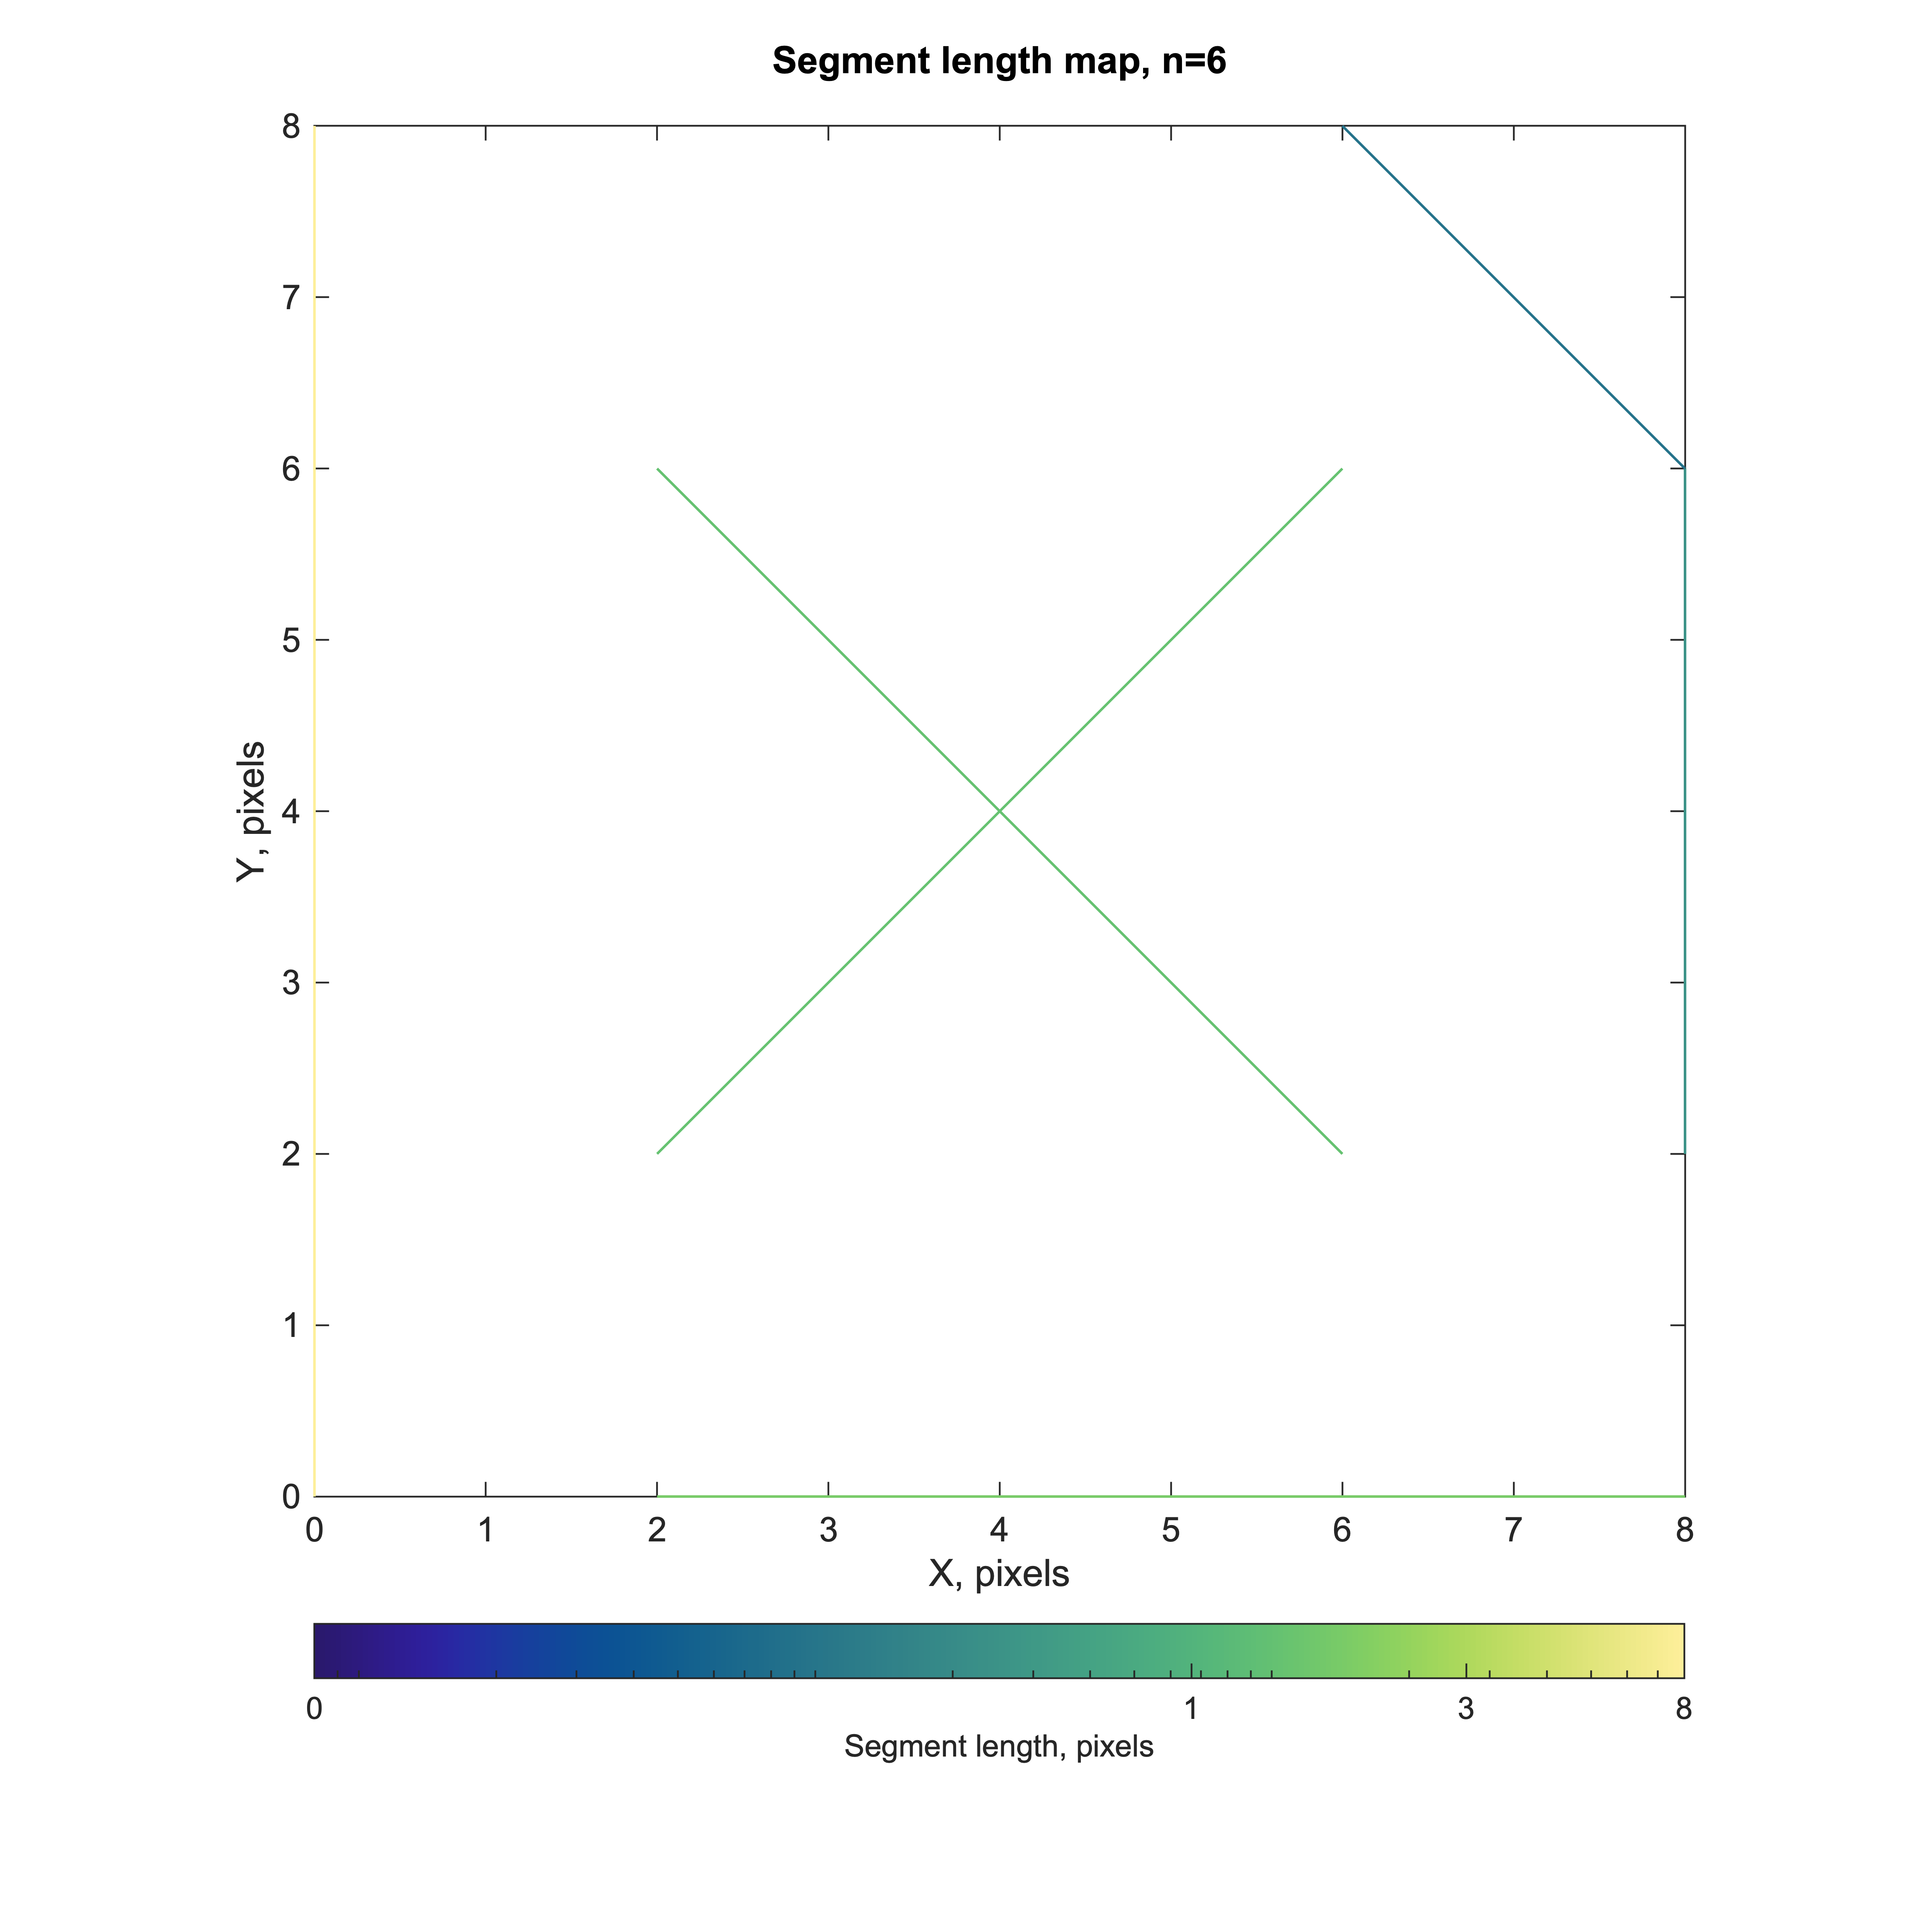 Segment length map, n=6
8
7
6
5
4
3
2
1
0
Y, pixels
0 1 2 3 4 5 6 7 8
X, pixels
0 1 3 8
Segment length, pixels